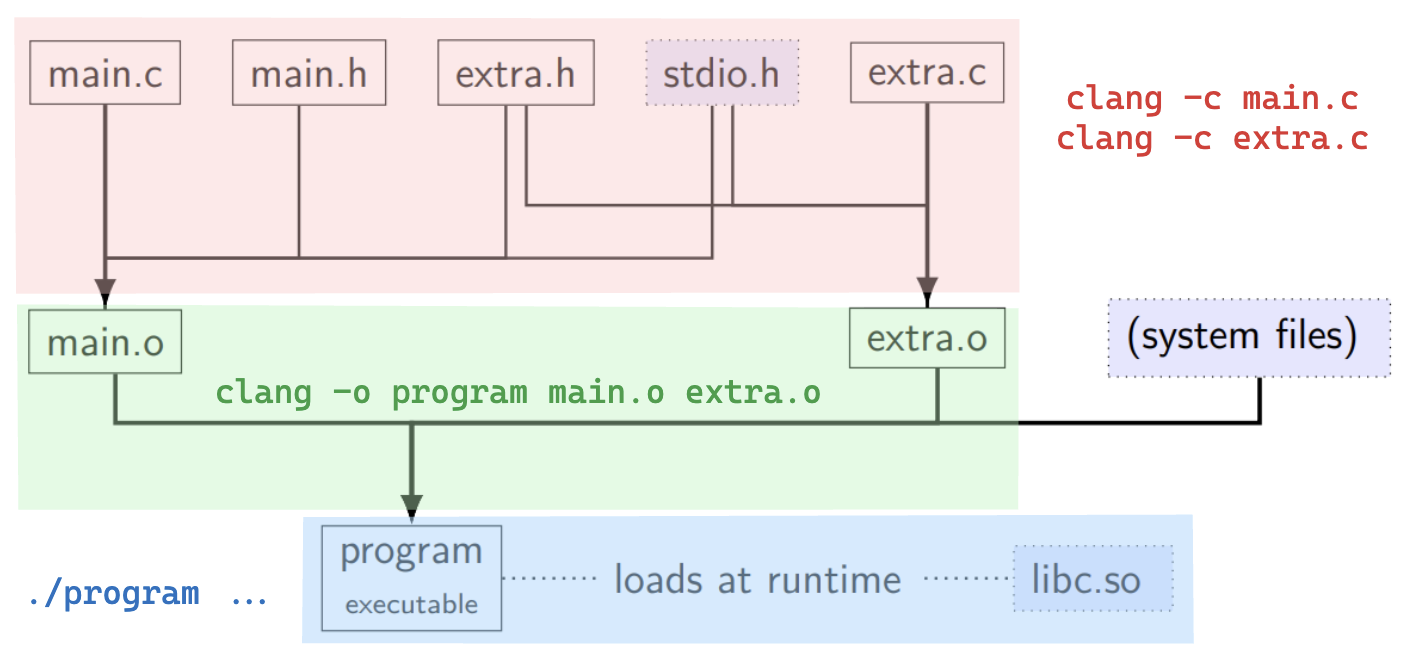 main.c
main.h
extra.h
stdio.h
extra.c
clang -c main.c
clang -c extra.c
main.o
extra.o
(system files)
clang -o program main.o extra.o
program
executable
loads at runtime
libc.so
./program ...